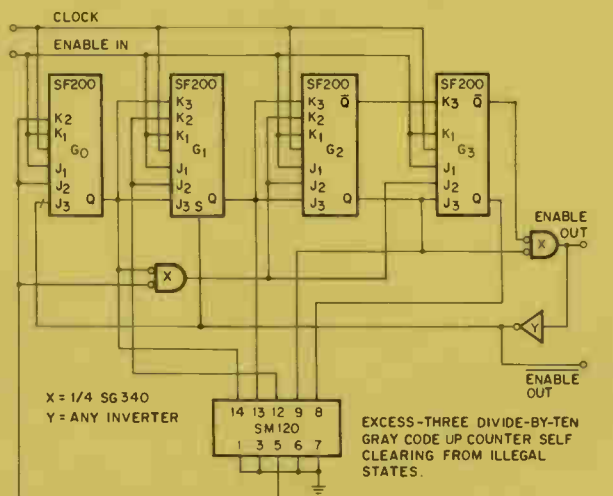 CLOCK
ENABLE IN
SF200 SF200 SF200 SF200
K2 K1 G0 J1 J2 J3 Q
K3 K2 K1 G1 J1 J2 J3 S Q
Q̅ K2 K1 G2 J1 J2 J3 Q
K3 Q̅ K1 G3 J1 J2 J3 Q
X
X
ENABLE
OUT
Y
ENABLE
OUT
X = 1/4 SG 340
Y = ANY INVERTER
14 13 12 9 8
SM120
1 3 5 6 7
EXCESS-THREE DIVIDE-BY-TEN
GRAY CODE UP COUNTER SELF
CLEARING FROM ILLEGAL
STATES.